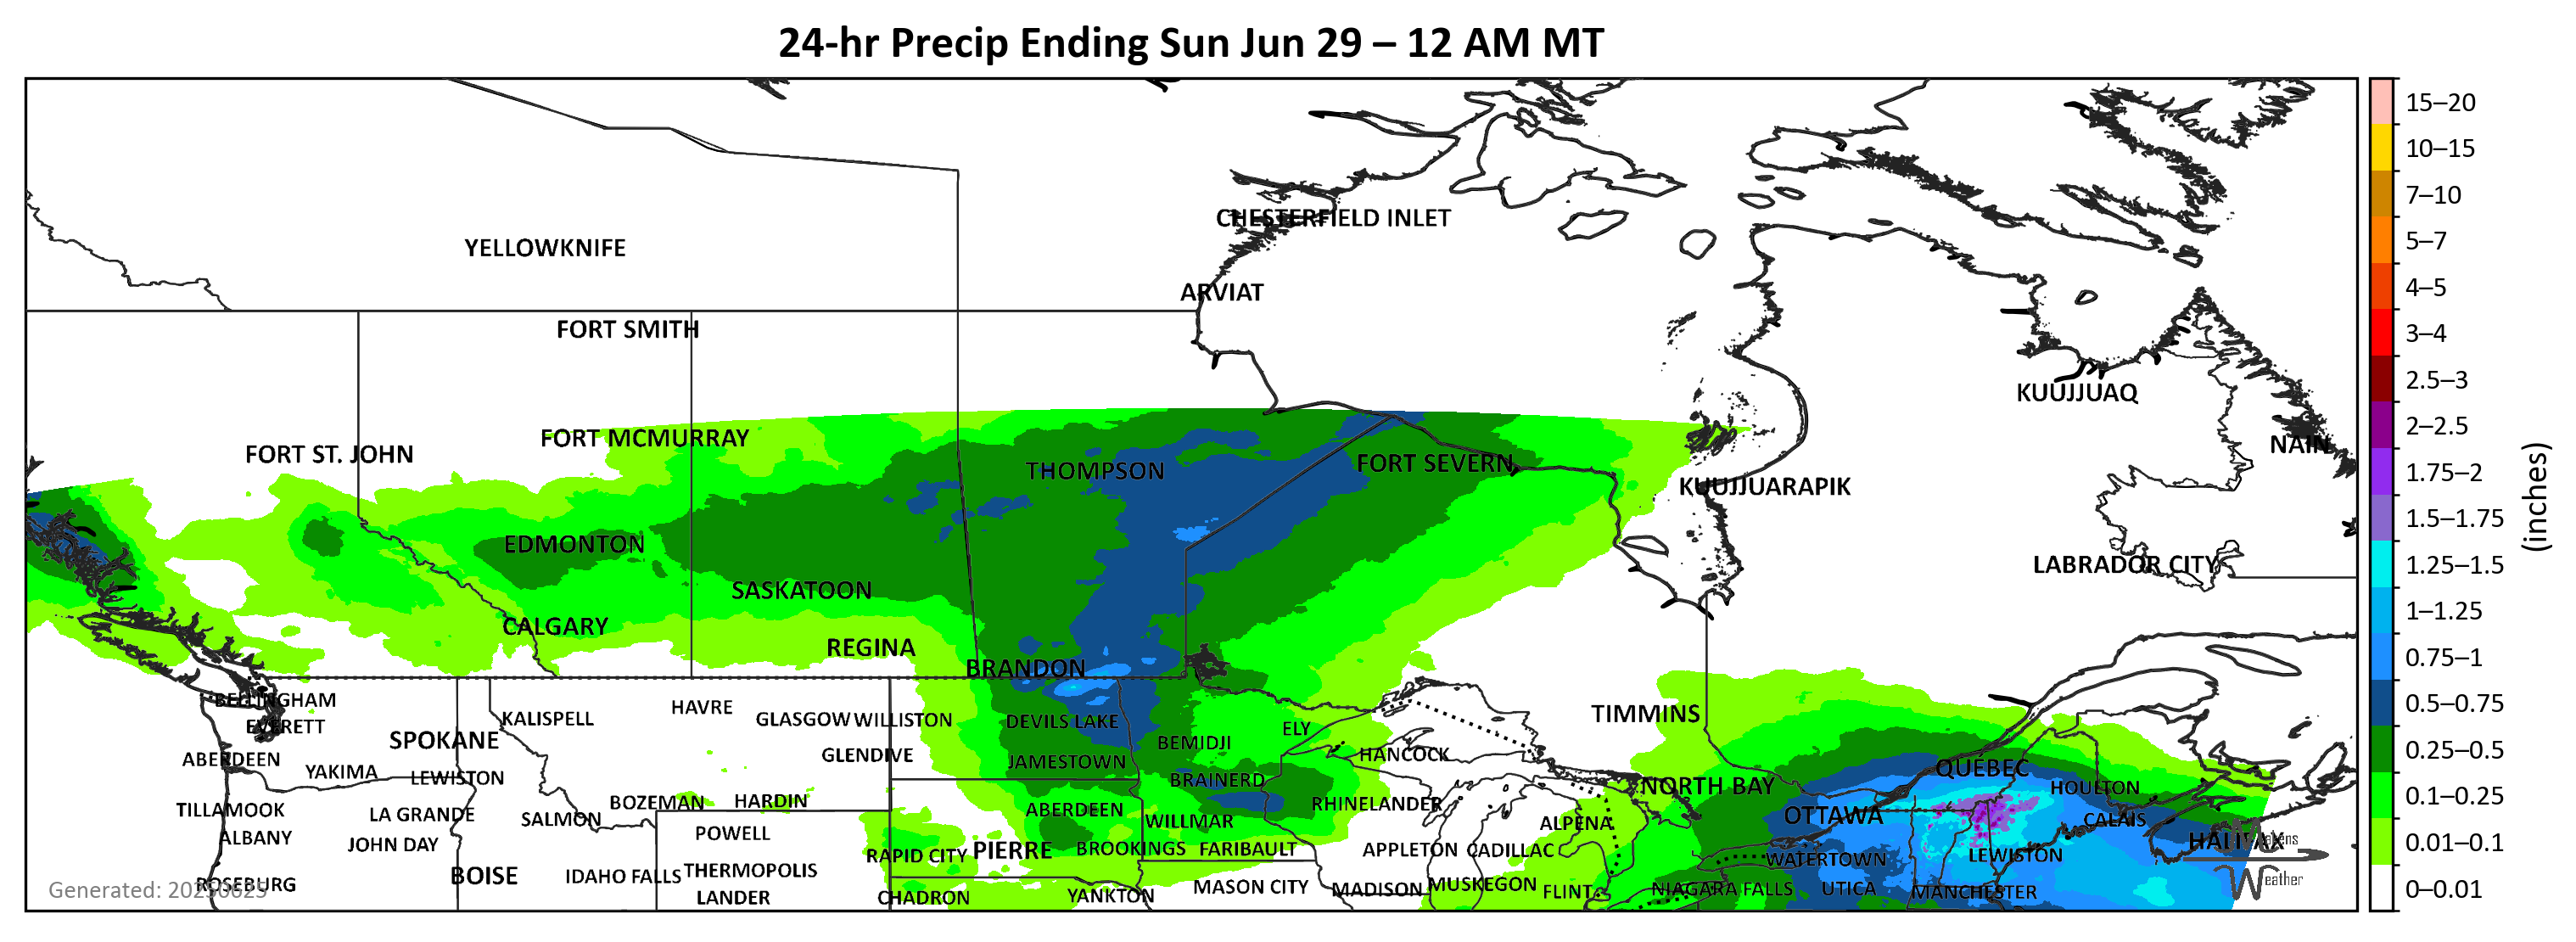 24-hr Precip Ending Sun Jun 29 – 12 AM MT
CHESTERFIELD INLET
YELLOWKNIFE
ARVIAT
FORT SMITH
KUUJJUAQ
FORT MCMURRAY
NAIN
FORT ST. JOHN
THOMPSON
FORT SEVERN
KUUJJUARAPIK
EDMONTON
LABRADOR CITY
SASKATOON
CALGARY
REGINA
BRANDON
BELLINGHAM
HAVRE
KALISPELL
GLASGOW
WILLISTON
DEVILS LAKE
TIMMINS
EVERETT
ELY
SPOKANE
BEMIDJI
ABERDEEN
GLENDIVE
JAMESTOWN
HANCOCK
QUÉBEC
YAKIMA
LEWISTON
BRAINERD
NORTH BAY
HOULTON
BOZEMAN
HARDIN
RHINELANDER
TILLAMOOK
LA GRANDE
SALMON
ABERDEEN
WILLMAR
ALPENA
OTTAWA
CALAIS
ALBANY
JOHN DAY
POWELL
HALIFAX
RAPID CITY
PIERRE
BROOKINGS
FARIBAULT
APPLETON
CADILLAC
WATERTOWN
LEWISTON
ROSEBURG
BOISE
IDAHO FALLS
THERMOPOLIS
MASON CITY
MADISON
MUSKEGON
FLINT
NIAGARA FALLS
UTICA
MANCHESTER
LANDER
CHADRON
YANKTON
Weather
15–20
10–15
7–10
5–7
4–5
3–4
2.5–3
2–2.5
1.75–2
1.5–1.75
1.25–1.5
1–1.25
0.75–1
0.5–0.75
0.25–0.5
0.1–0.25
0.01–0.1
0–0.01
(inches)
Generated: 20250625